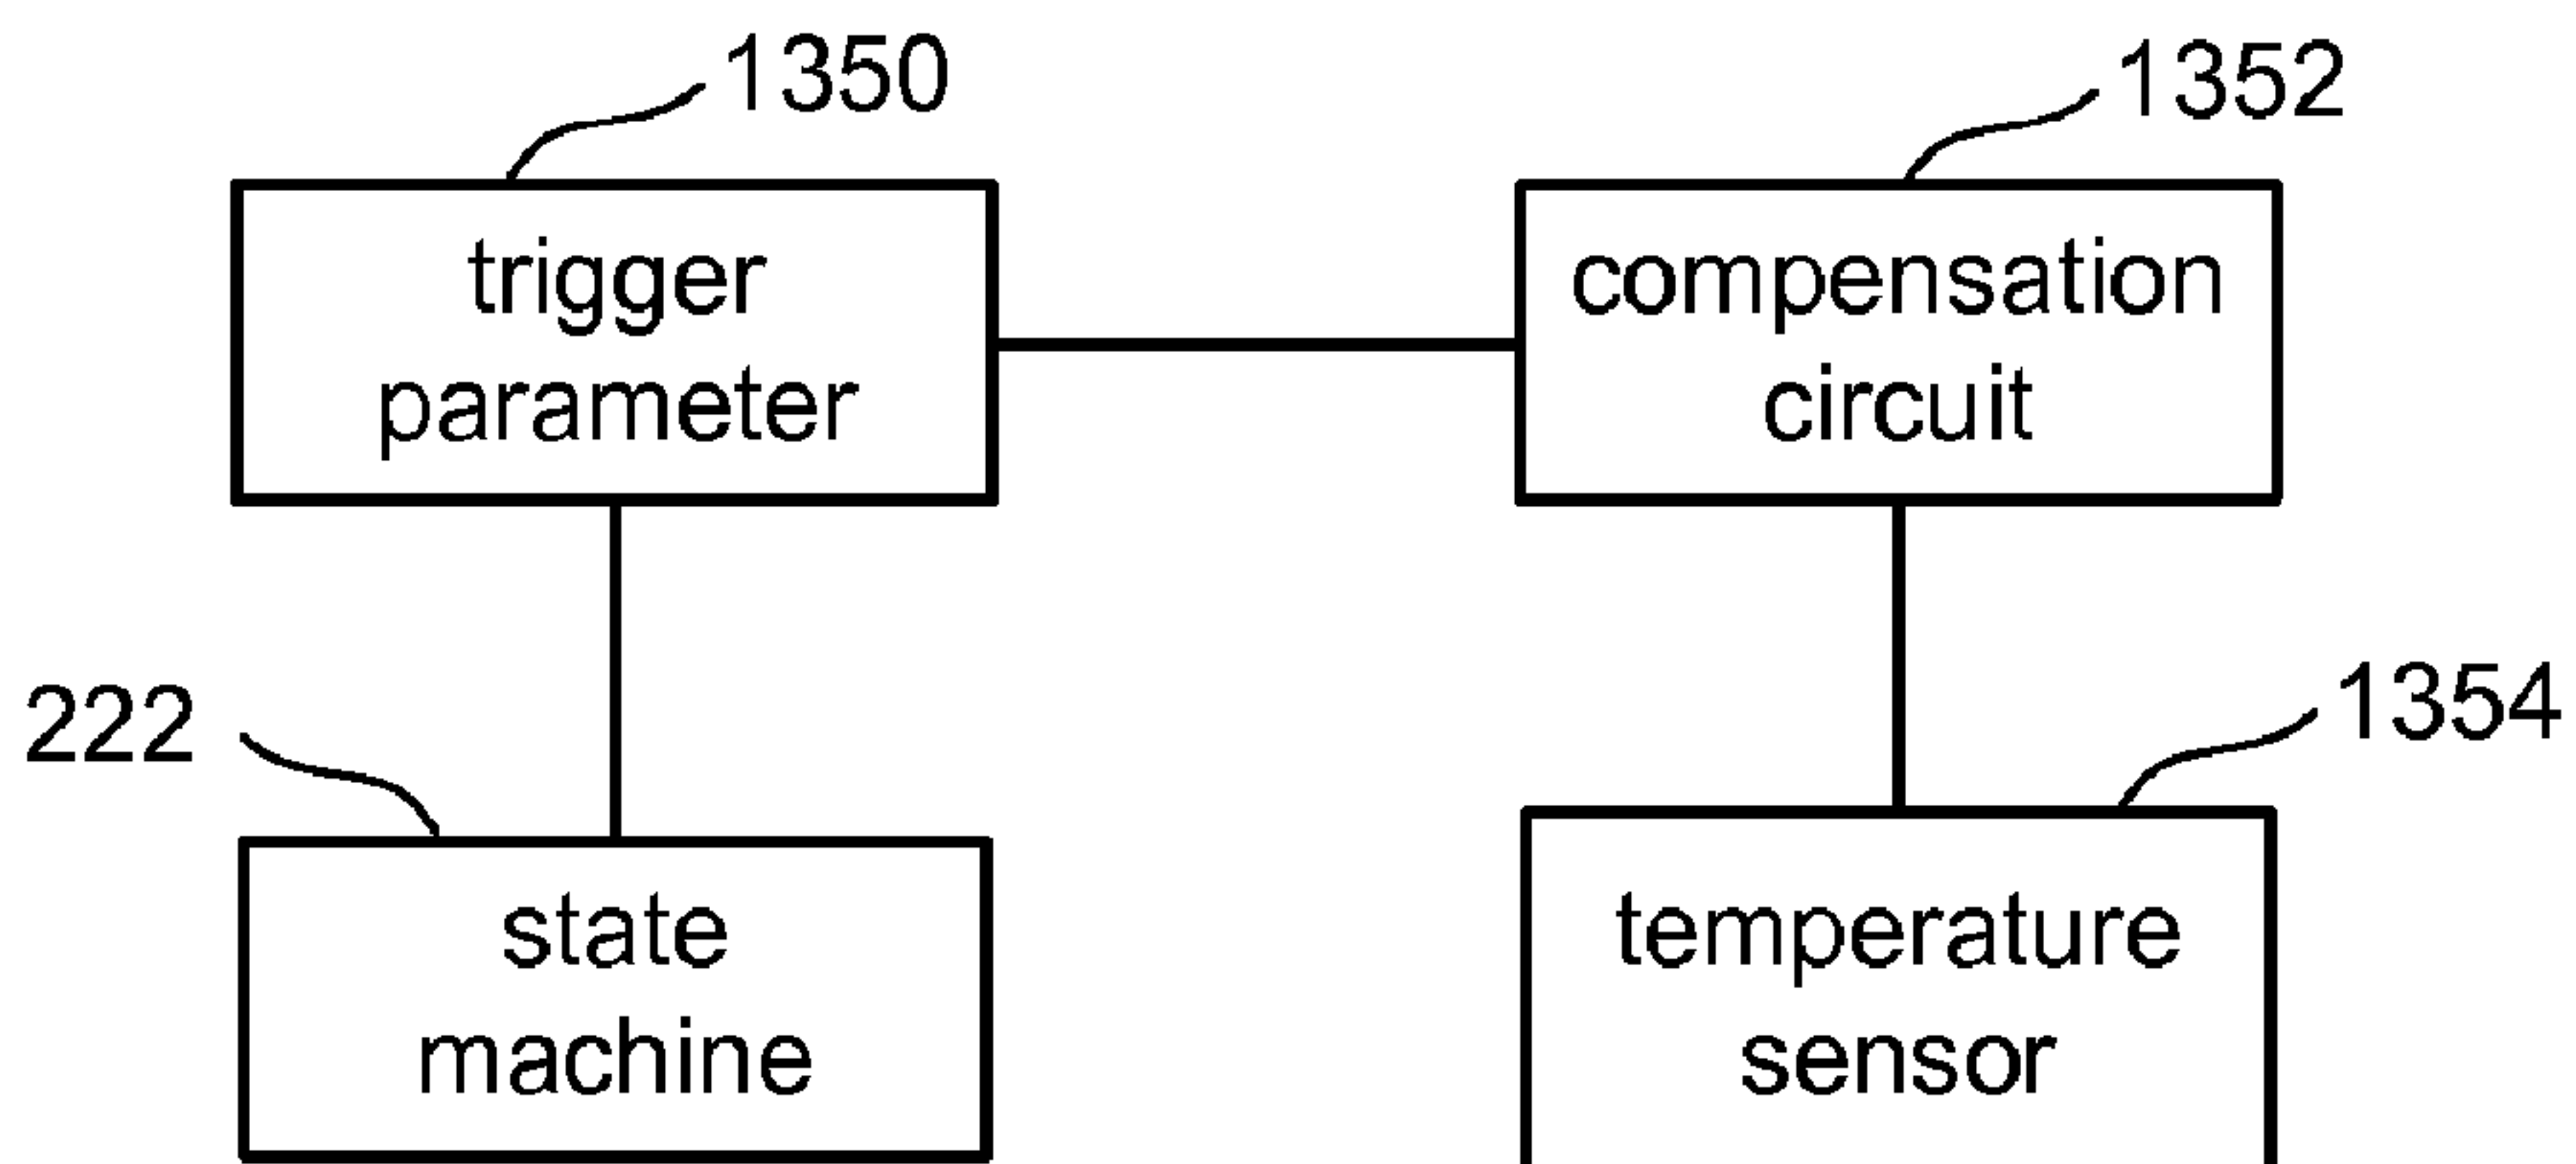 1350
1352
trigger
parameter
compensation
circuit
222
1354
state
machine
temperature
sensor